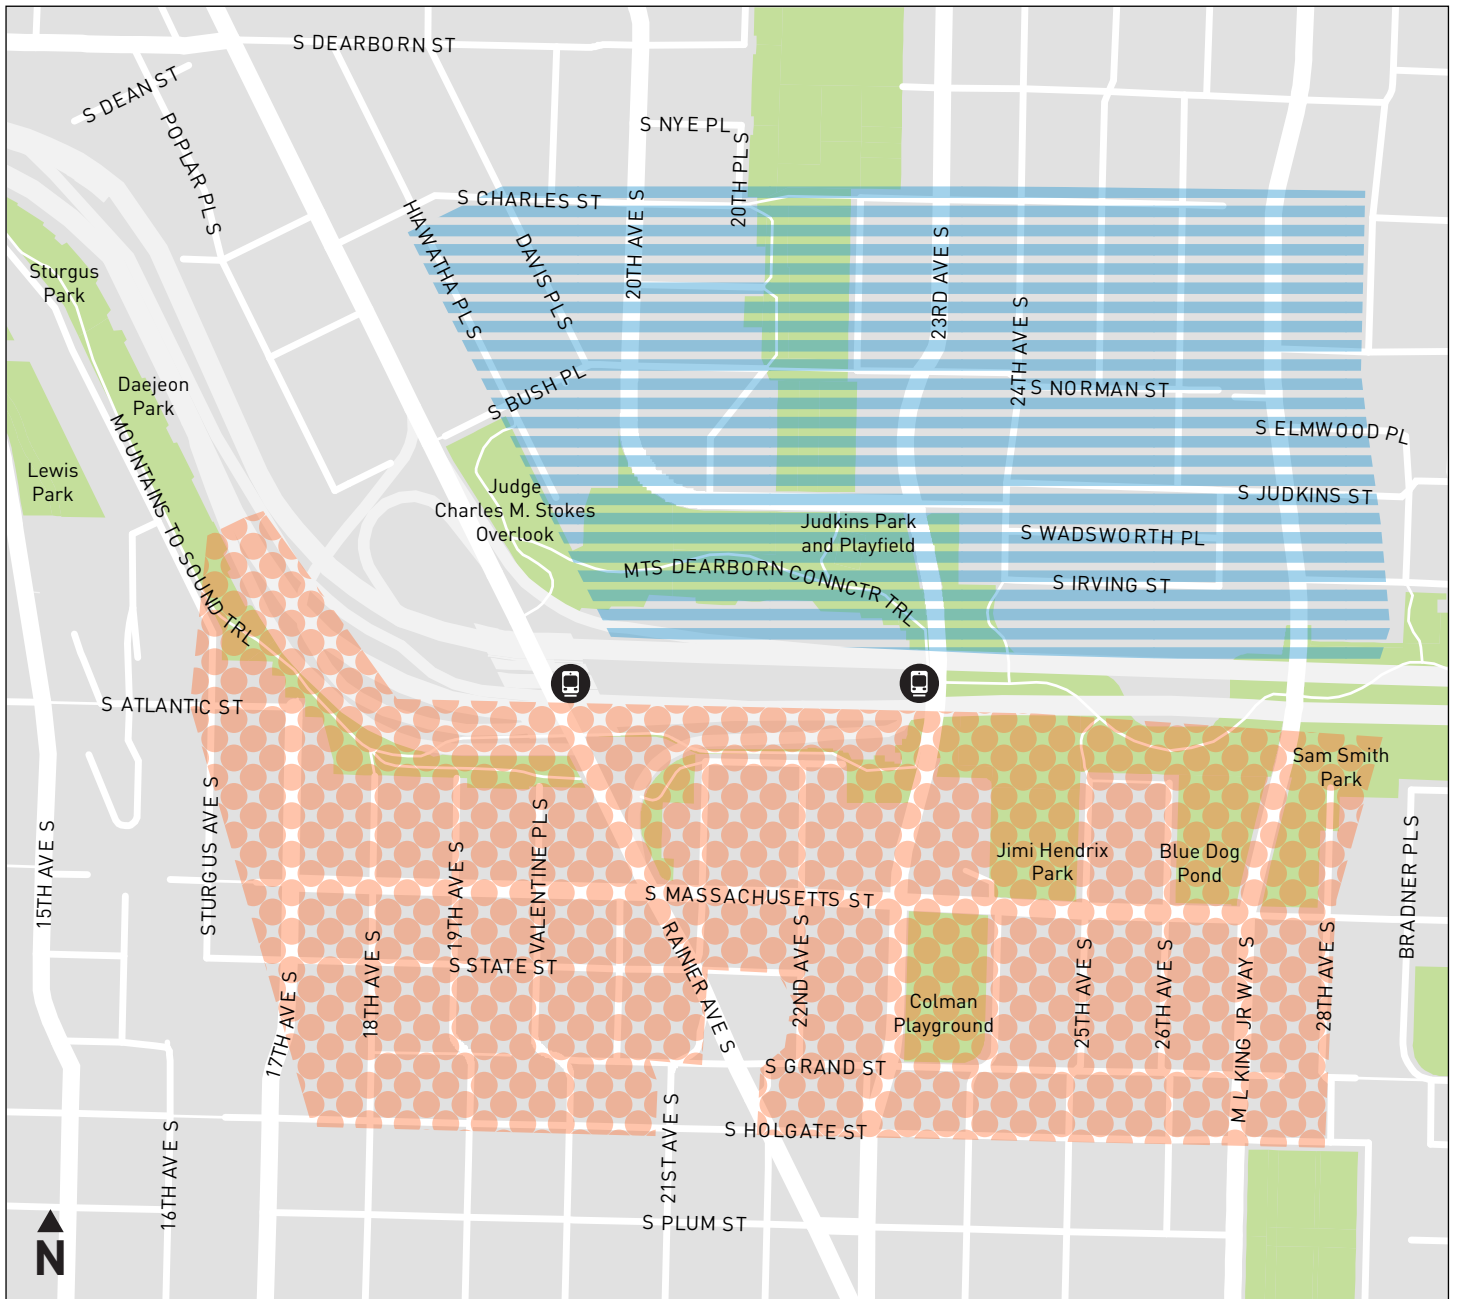 S DEARBORN ST
S DEAN ST
POPLAR PL S
S NYE PL
20TH PL S
S CHARLES ST
HIAWATHA PL S
DAVIS PL S
20TH AVE S
23RD AVE S
24TH AVE S
Sturgus
Park
Daejeon
Park
Lewis
Park
MOUNTAINS TO SOUND TRL
S BUSH PL
S NORMAN ST
S ELMWOOD PL
Judge
Charles M. Stokes
Overlook
S JUDKINS ST
Judkins Park
and Playfield
S WADSWORTH PL
MTS DEARBORN CONNCTR TRL
S IRVING ST
S ATLANTIC ST
Sam Smith
Park
15TH AVE S
STURGUS AVE S
19TH AVE S
VALENTINE PL S
Jimi Hendrix
Park
Blue Dog
Pond
BRADNER PL S
S MASSACHUSETTS ST
RAINIER AVE S
22ND AVE S
S STATE ST
17TH AVE S
18TH AVE S
Colman
Playground
25TH AVE S
26TH AVE S
M L KING JR WAY S
28TH AVE S
S GRAND ST
S HOLGATE ST
16TH AVE S
21ST AVE S
S PLUM ST
N